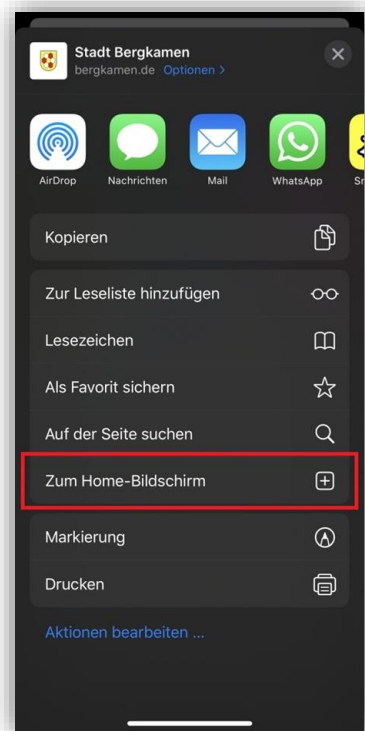 Stadt Bergkamen
bergkamen.de Optionen >
AirDrop Nachrichten Mail WhatsApp Sn
Kopieren
Zur Leseliste hinzufügen
Lesezeichen
Als Favorit sichern
Auf der Seite suchen
Zum Home-Bildschirm
Markierung
Drucken
Aktionen bearbeiten ...